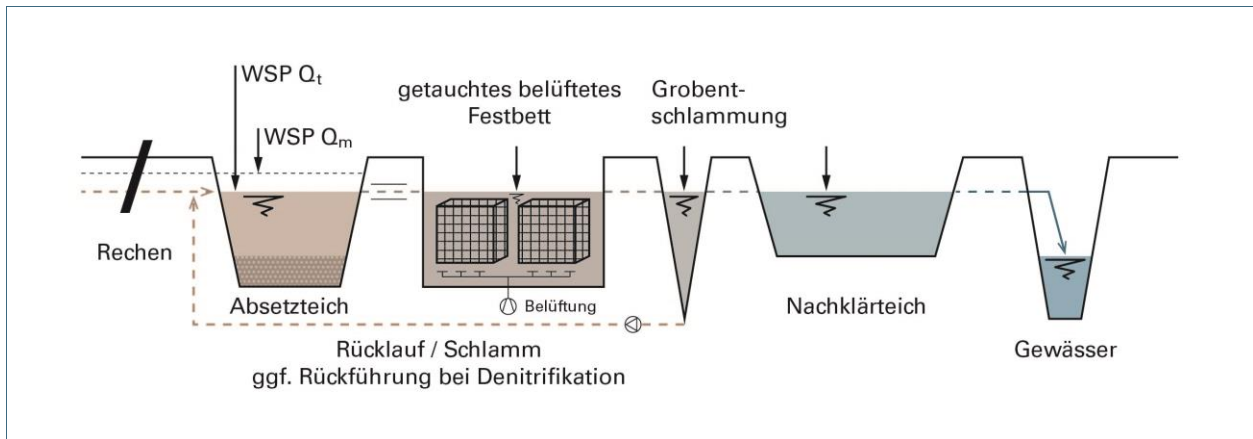 WSP Qt
WSP Qm
getauchtes belüftetes
Festbett
Grobent-
schlammung
Rechen
Absetzteich
Belüftung
Nachklärteich
Gewässer
Rücklauf / Schlamm
ggf. Rückführung bei Denitrifikation